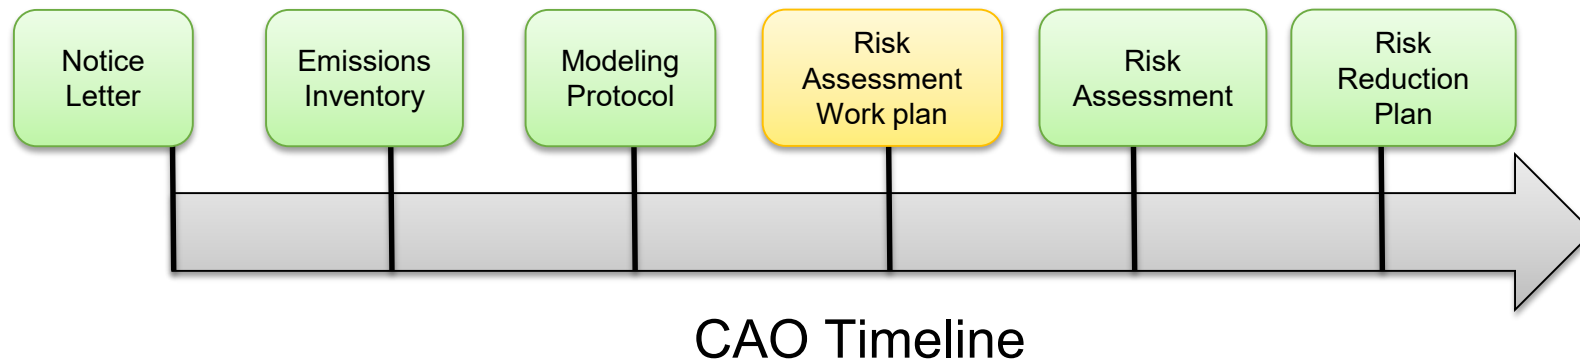 Notice
Letter
Emissions
Inventory
Modeling
Protocol
Risk
Assessment
Work plan
Risk
Assessment
Risk
Reduction
Plan
CAO Timeline